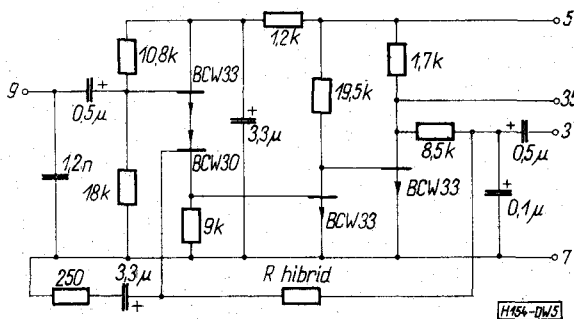 5
1,2k
10,8k
BCW33
1,7k
9
+
0,5μ
19,5k
35
+
3,3μ
+
3
8,5k
0,5μ
BCW30
1,2n
18k
BCW33
+
0,1μ
9k
BCW33
7
250
3,3μ
+
R hibrid
H154-DW5